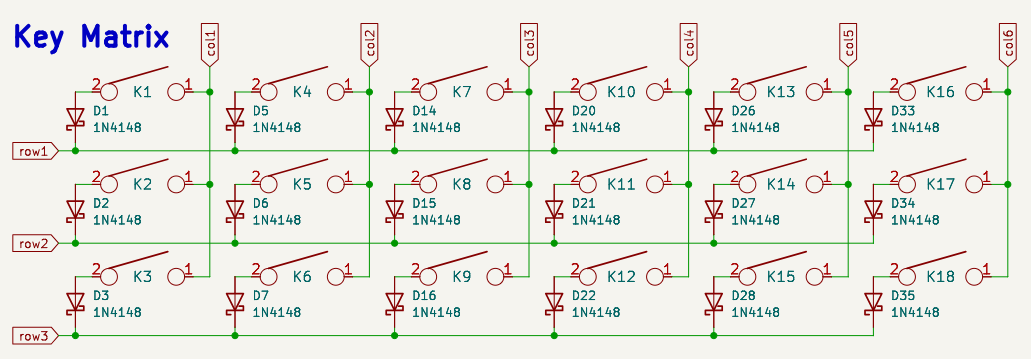 Key Matrix
col1 col2 col3 col4 col5 col6
2 K1 1 2 K4 1 2 K7 1 2 K10 1 2 K13 1 2 K16 1
D1 D5 D14 D20 D26 D33
1N4148 1N4148 1N4148 1N4148 1N4148 1N4148
row1
2 K2 1 2 K5 1 2 K8 1 2 K11 1 2 K14 1 2 K17 1
D2 D6 D15 D21 D27 D34
1N4148 1N4148 1N4148 1N4148 1N4148 1N4148
row2
2 K3 1 2 K6 1 2 K9 1 2 K12 1 2 K15 1 2 K18 1
D3 D7 D16 D22 D28 D35
1N4148 1N4148 1N4148 1N4148 1N4148 1N4148
row3